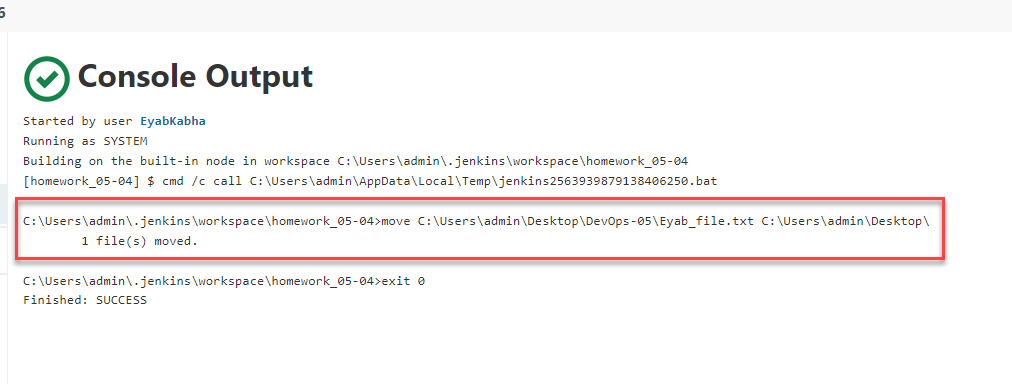 6
Console Output
Started by user EyabKabha
Running as SYSTEM
Building on the built-in node in workspace C:\Users\admin\.jenkins\workspace\homework_05-04
[homework_05-04] $ cmd /c call C:\Users\admin\AppData\Local\Temp\jenkins2563939879138406250.bat
C:\Users\admin\.jenkins\workspace\homework_05-04>move C:\Users\admin\Desktop\DevOps-05\Eyab_file.txt C:\Users\admin\Desktop\
1 file(s) moved.
C:\Users\admin\.jenkins\workspace\homework_05-04>exit 0
Finished: SUCCESS